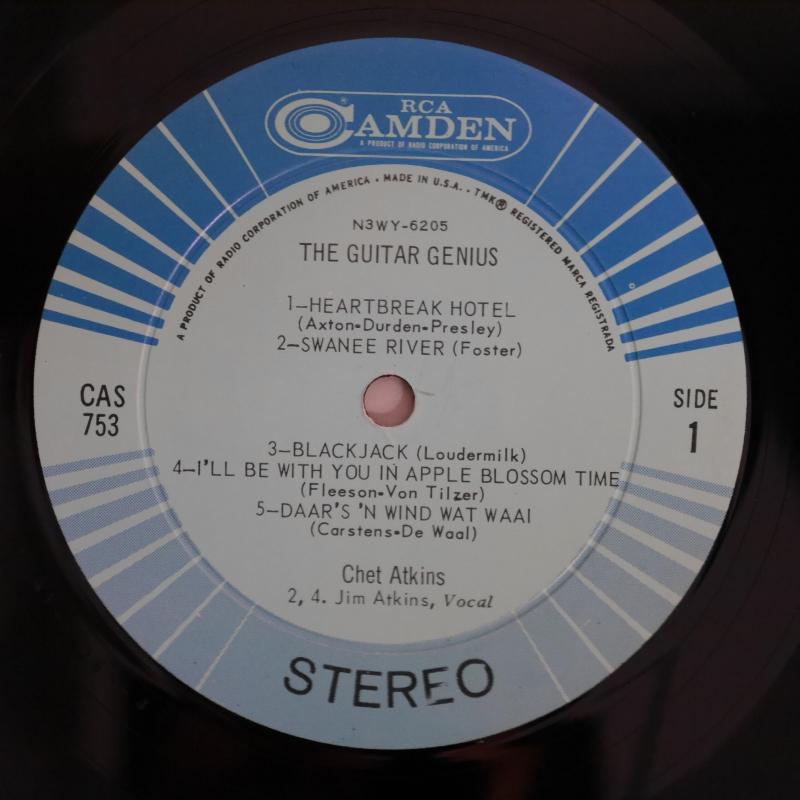 RCA
CAMDEN®
A PRODUCT OF RADIO CORPORATION OF AMERICA
A PRODUCT OF RADIO CORPORATION OF AMERICA · MADE IN U.S.A. · TMK® REGISTERED MARCA REGISTRADA
N3WY-6205
THE GUITAR GENIUS
1—HEARTBREAK HOTEL
(Axton-Durden-Presley)
2—SWANEE RIVER (Foster)
CAS
753
SIDE
1
3—BLACKJACK (Loudermilk)
4—I'LL BE WITH YOU IN APPLE BLOSSOM TIME
(Fleeson-Von Tilzer)
5—DAAR'S 'N WIND WAT WAAI
(Carstens-De Waal)
Chet Atkins
2, 4. Jim Atkins, Vocal
STEREO